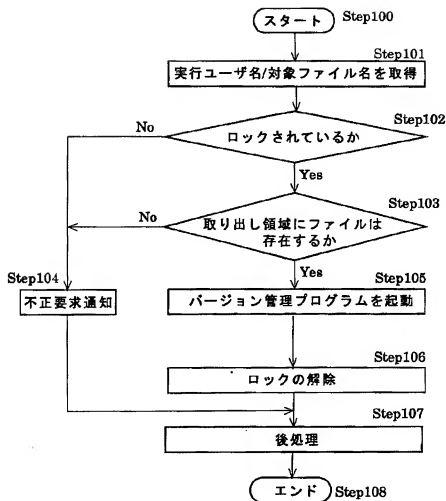 スタート Step100
Step101
実行ユーザ名/対象ファイル名を取得
Step102
No
ロックされているか
Yes
Step103
No
取り出し領域にファイルは
存在するか
Yes
Step104
不正要求通知
Step105
バージョン管理プログラムを起動
Step106
ロックの解除
Step107
後処理
エンド Step108